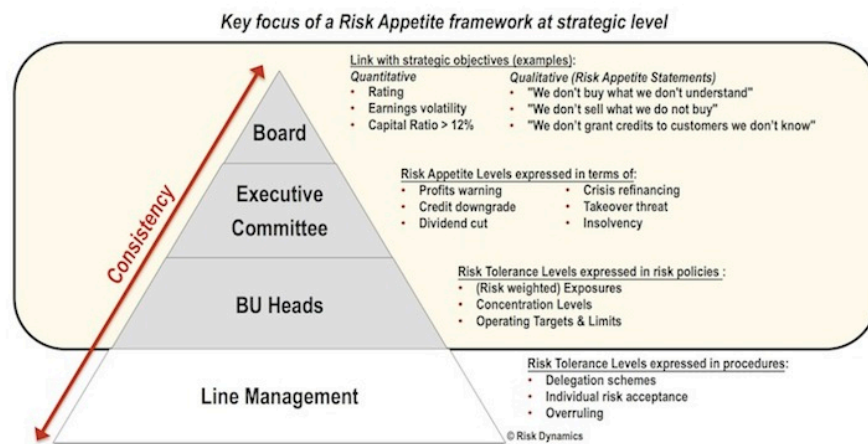 Key focus of a Risk Appetite framework at strategic level
Link with strategic objectives (examples):
Quantitative
• Rating
• Earnings volatility
• Capital Ratio > 12%
Qualitative (Risk Appetite Statements)
• "We don't buy what we don't understand"
• "We don't sell what we do not buy"
• "We don't grant credits to customers we don't know"
Board
Risk Appetite Levels expressed in terms of:
• Profits warning
• Credit downgrade
• Dividend cut
• Crisis refinancing
• Takeover threat
• Insolvency
Executive
Committee
Consistency
Risk Tolerance Levels expressed in risk policies :
• (Risk weighted) Exposures
• Concentration Levels
• Operating Targets & Limits
BU Heads
Risk Tolerance Levels expressed in procedures:
• Delegation schemes
• Individual risk acceptance
• Overruling
Line Management
© Risk Dynamics